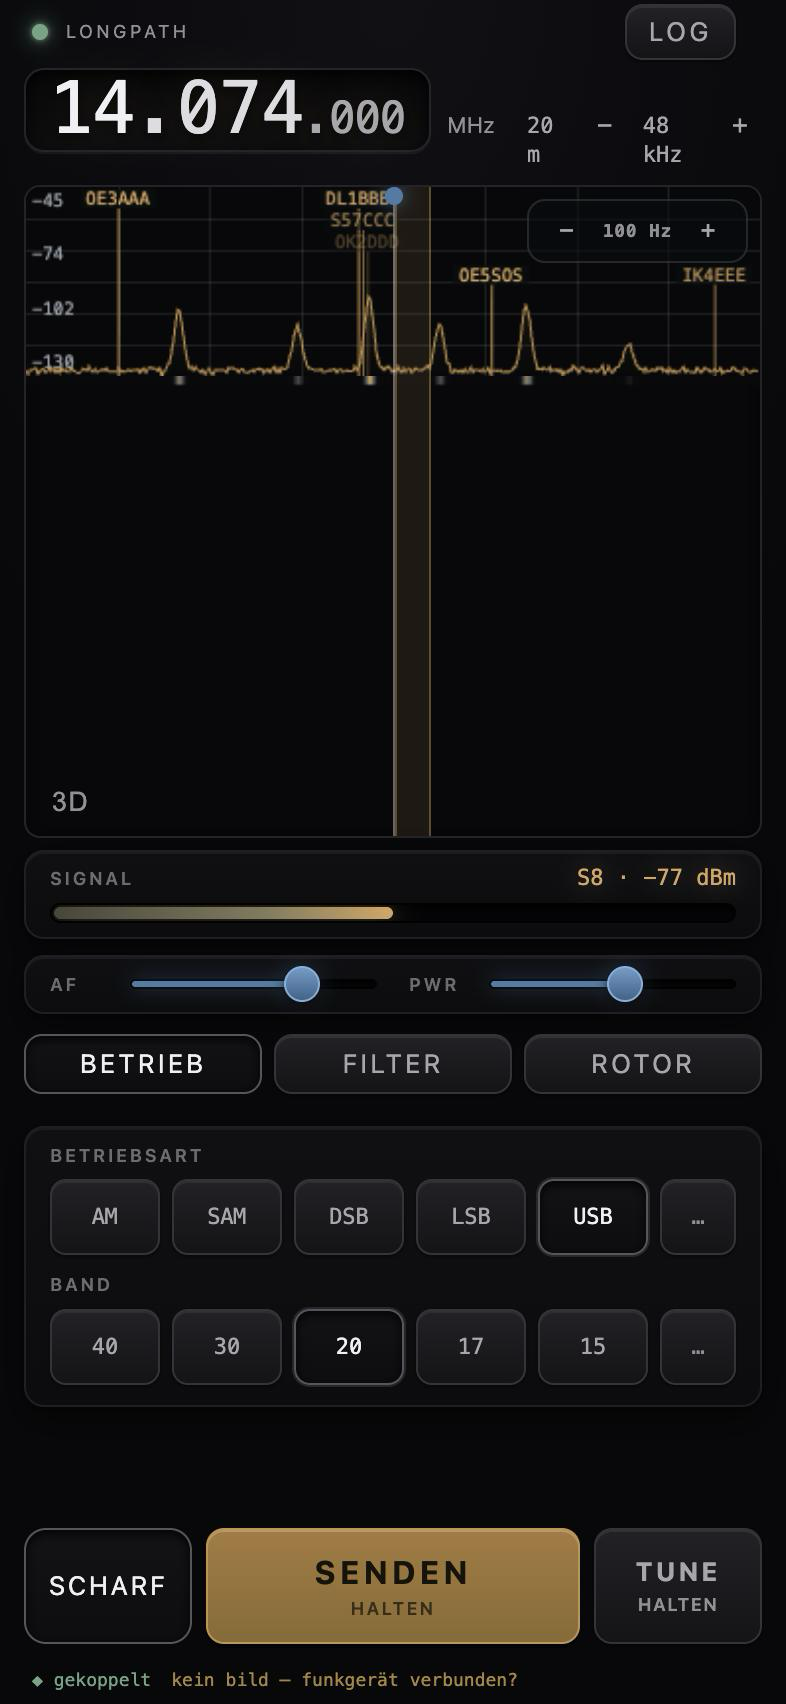 LONGPATH
LOG
14.074.000 MHz 20 m − 48 kHz +
−45 OE3AAA DL1BBB
S57CCC
− 100 Hz +
OK2DDD
−74
OE5SOS IK4EEE
−102
−130
3D
SIGNAL S8 · −77 dBm
AF PWR
BETRIEB FILTER ROTOR
BETRIEBSART
AM SAM DSB LSB USB …
BAND
40 30 20 17 15 …
SCHARF SENDEN TUNE
HALTEN HALTEN
◆ gekoppelt kein bild — funkgerät verbunden?